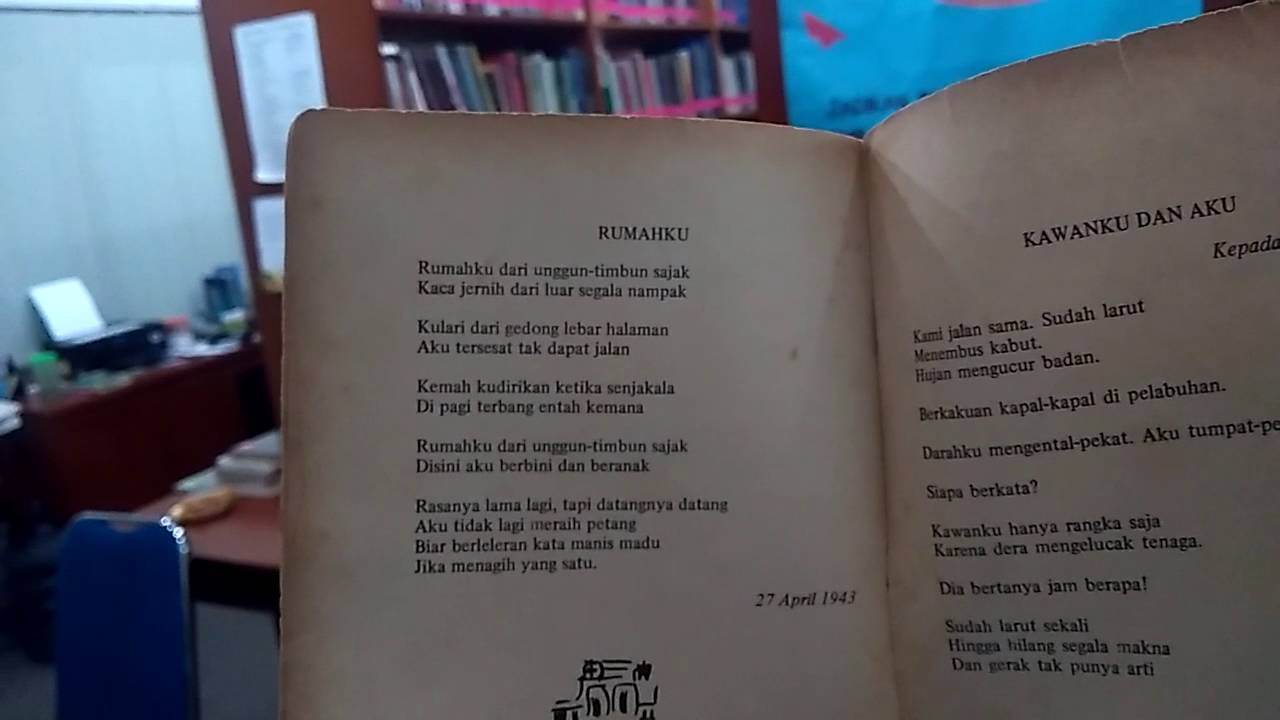 RUMAHKU
Rumahku dari unggun-timbun sajak
Kaca jernih dari luar segala nampak
Kulari dari gedong lebar halaman
Aku tersesat tak dapat jalan
Kemah kudirikan ketika senjakala
Di pagi terbang entah kemana
Rumahku dari unggun-timbun sajak
Disini aku berbini dan beranak
Rasanya lama lagi, tapi datangnya datang
Aku tidak lagi meraih petang
Biar berleleran kata manis madu
Jika menagih yang satu.
27 April 1943
KAWANKU DAN AKU
Kepada
Kami jalan sama. Sudah larut
Menembus kabut.
Hujan mengucur badan.
Berkakuan kapal-kapal di pelabuhan.
Darahku mengental-pekat. Aku tumpat-pe
Siapa berkata?
Kawanku hanya rangka saja
Karena dera mengelucak tenaga.
Dia bertanya jam berapa!
Sudah larut sekali
Hingga hilang segala makna
Dan gerak tak punya arti